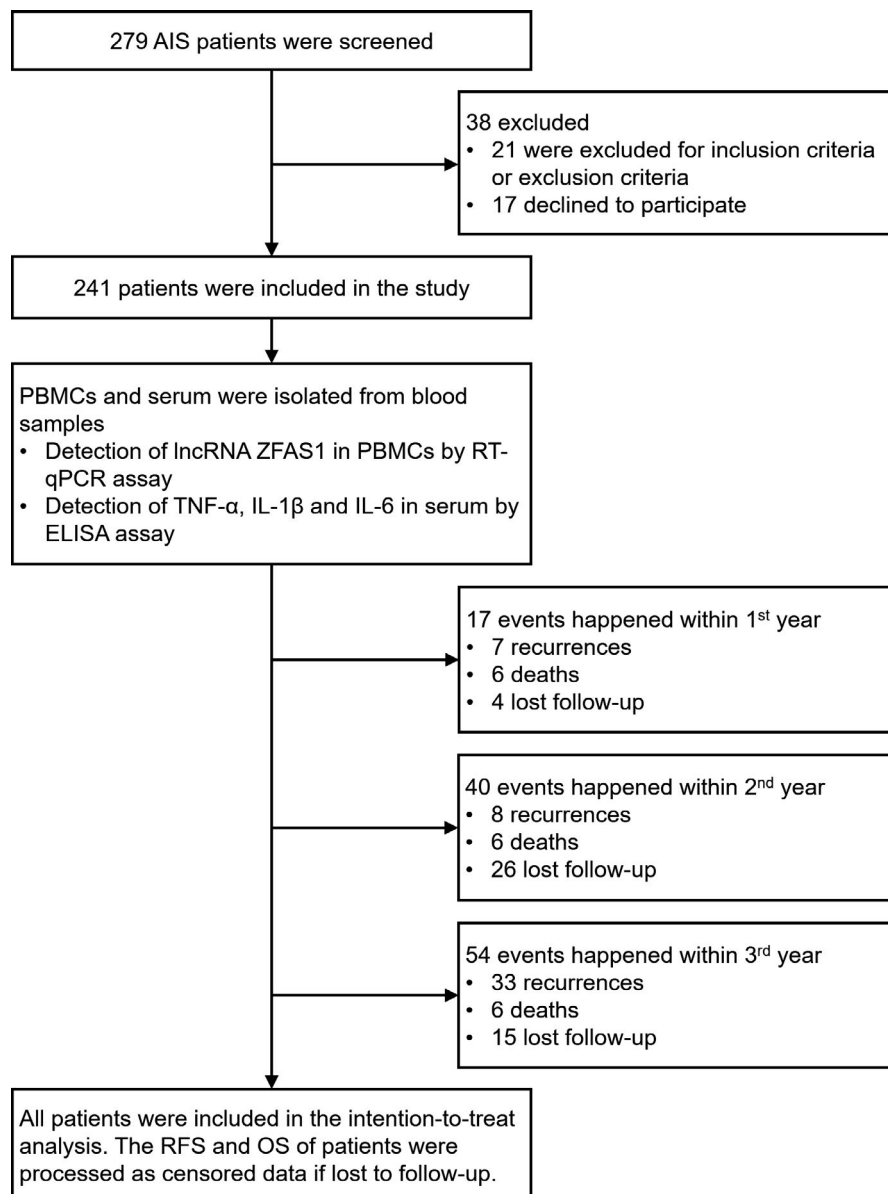 279 AIS patients were screened
38 excluded
• 21 were excluded for inclusion criteria
or exclusion criteria
• 17 declined to participate
241 patients were included in the study
PBMCs and serum were isolated from blood
samples
• Detection of lncRNA ZFAS1 in PBMCs by RT-
qPCR assay
• Detection of TNF-α, IL-1β and IL-6 in serum by
ELISA assay
17 events happened within 1st year
• 7 recurrences
• 6 deaths
• 4 lost follow-up
40 events happened within 2nd year
• 8 recurrences
• 6 deaths
• 26 lost follow-up
54 events happened within 3rd year
• 33 recurrences
• 6 deaths
• 15 lost follow-up
All patients were included in the intention-to-treat
analysis. The RFS and OS of patients were
processed as censored data if lost to follow-up.